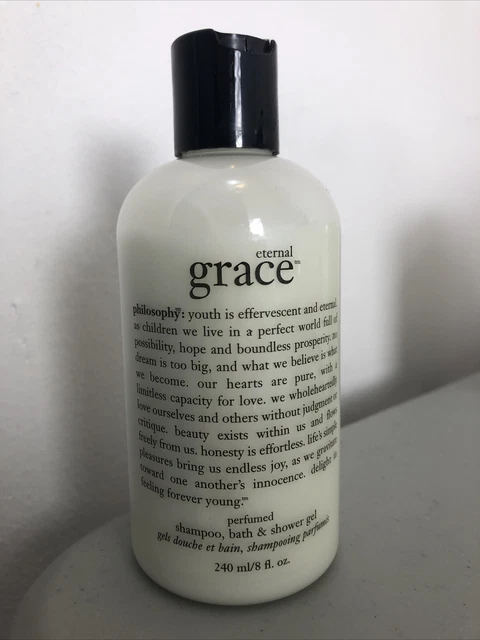 eternal
grace™
philosophy: youth is effervescent and eternal.
as children we live in a perfect world full of
possibility, hope and boundless prosperity. no
dream is too big, and what we believe is what
we become. our hearts are pure, with a
limitless capacity for love. we wholeheartedly
love ourselves and others without judgment or
critique. beauty exists within us and flows
freely from us. honesty is effortless. life's simple
pleasures bring us endless joy, as we gravitate
toward one another's innocence. delight in
feeling forever young.™
perfumed
shampoo, bath & shower gel
gels douche et bain, shampooing parfumés
240 ml/8 fl. oz.